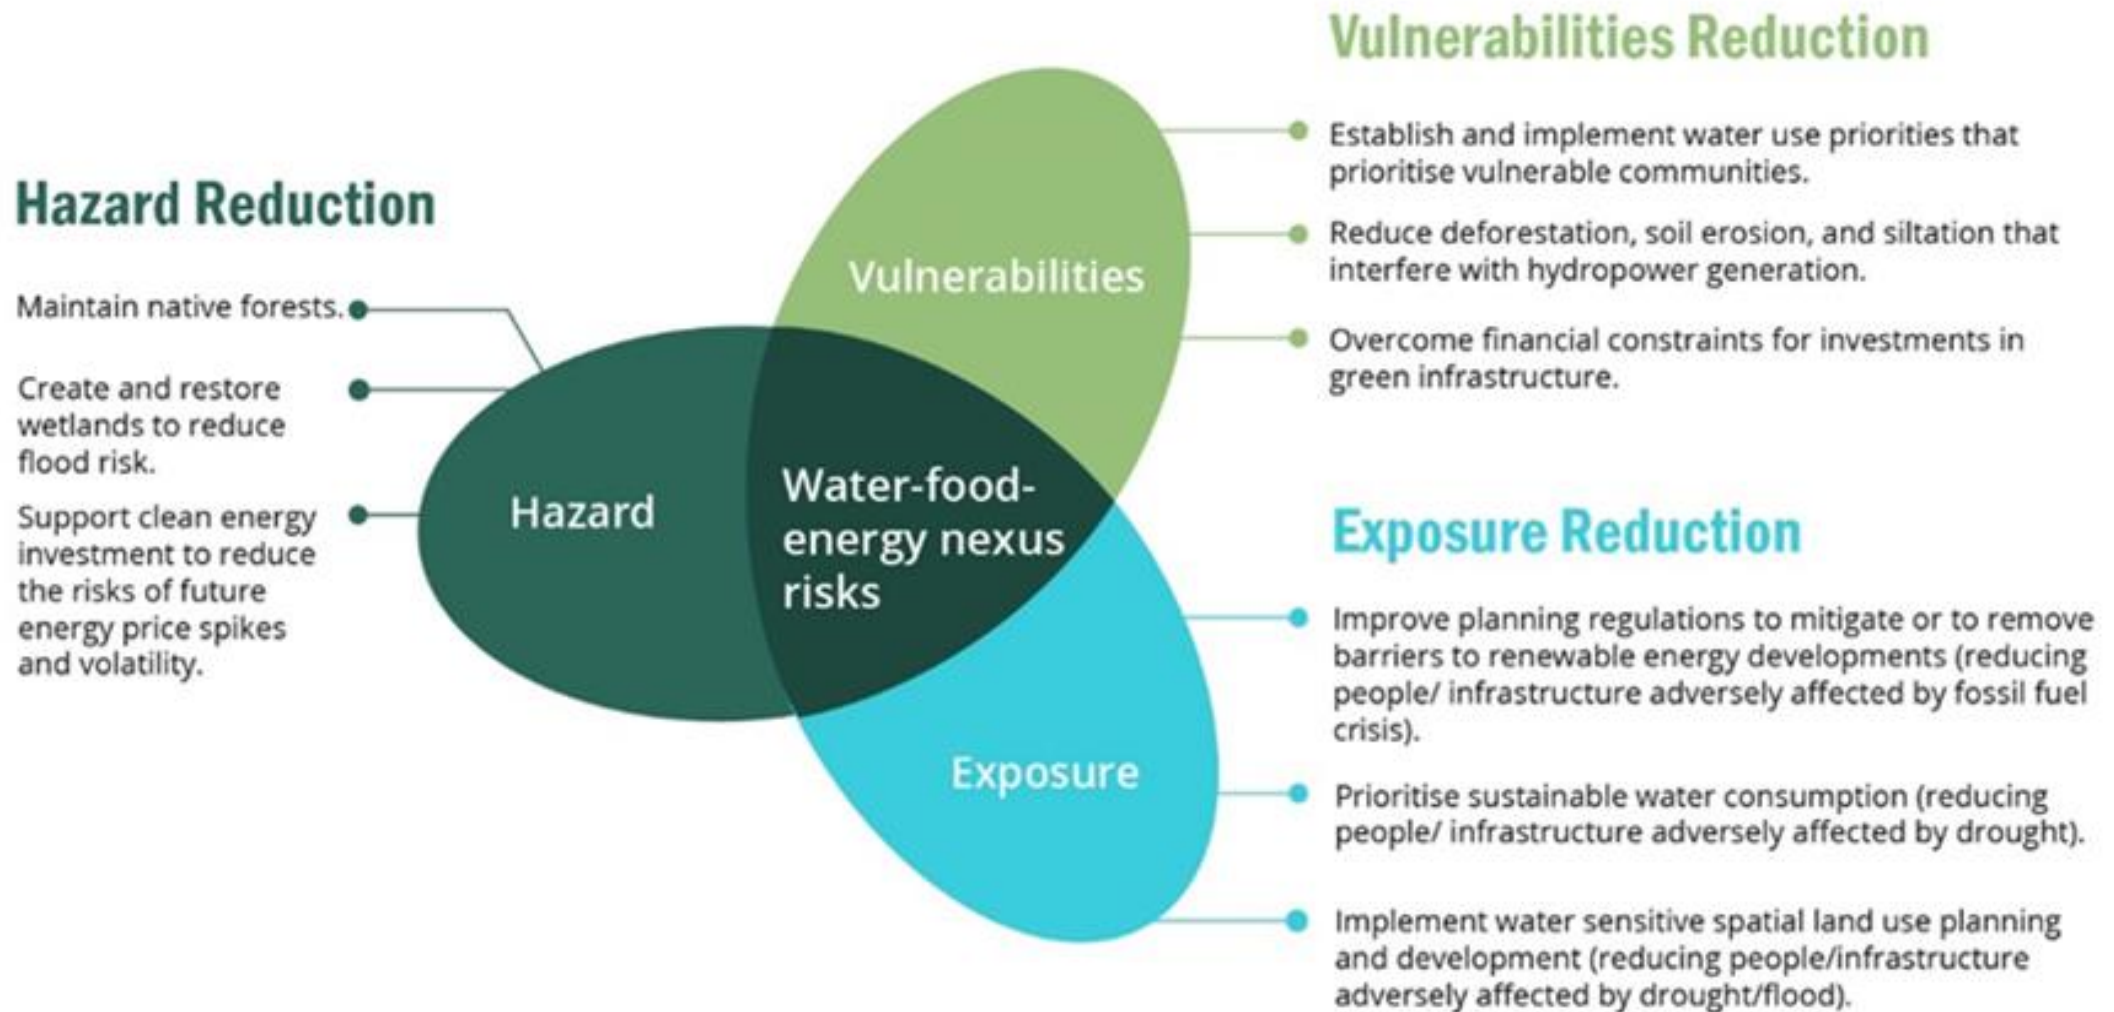 Hazard Reduction
Maintain native forests.
Create and restore
wetlands to reduce
flood risk.
Support clean energy
investment to reduce
the risks of future
energy price spikes
and volatility.
Vulnerabilities
Hazard
Water-food-
energy nexus
risks
Exposure
Vulnerabilities Reduction
Establish and implement water use priorities that
prioritise vulnerable communities.
Reduce deforestation, soil erosion, and siltation that
interfere with hydropower generation.
Overcome financial constraints for investments in
green infrastructure.
Exposure Reduction
Improve planning regulations to mitigate or to remove
barriers to renewable energy developments (reducing
people/ infrastructure adversely affected by fossil fuel
crisis).
Prioritise sustainable water consumption (reducing
people/ infrastructure adversely affected by drought).
Implement water sensitive spatial land use planning
and development (reducing people/infrastructure
adversely affected by drought/flood).